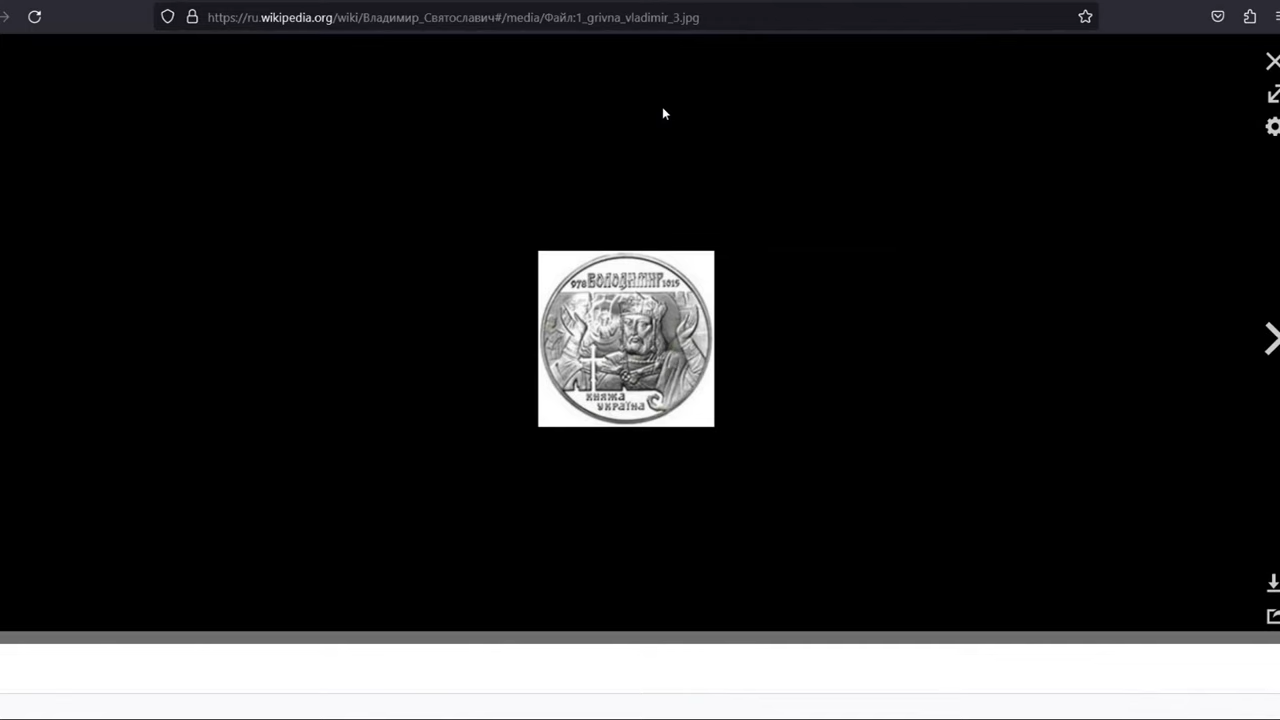 https://ru.wikipedia.org/wiki/Владимир_Святославич#/media/Файл:1_grivna_vladimir_3.jpg
978 ВОЛОДИМИР 1015
КНЯЖА
УКРАЇНА